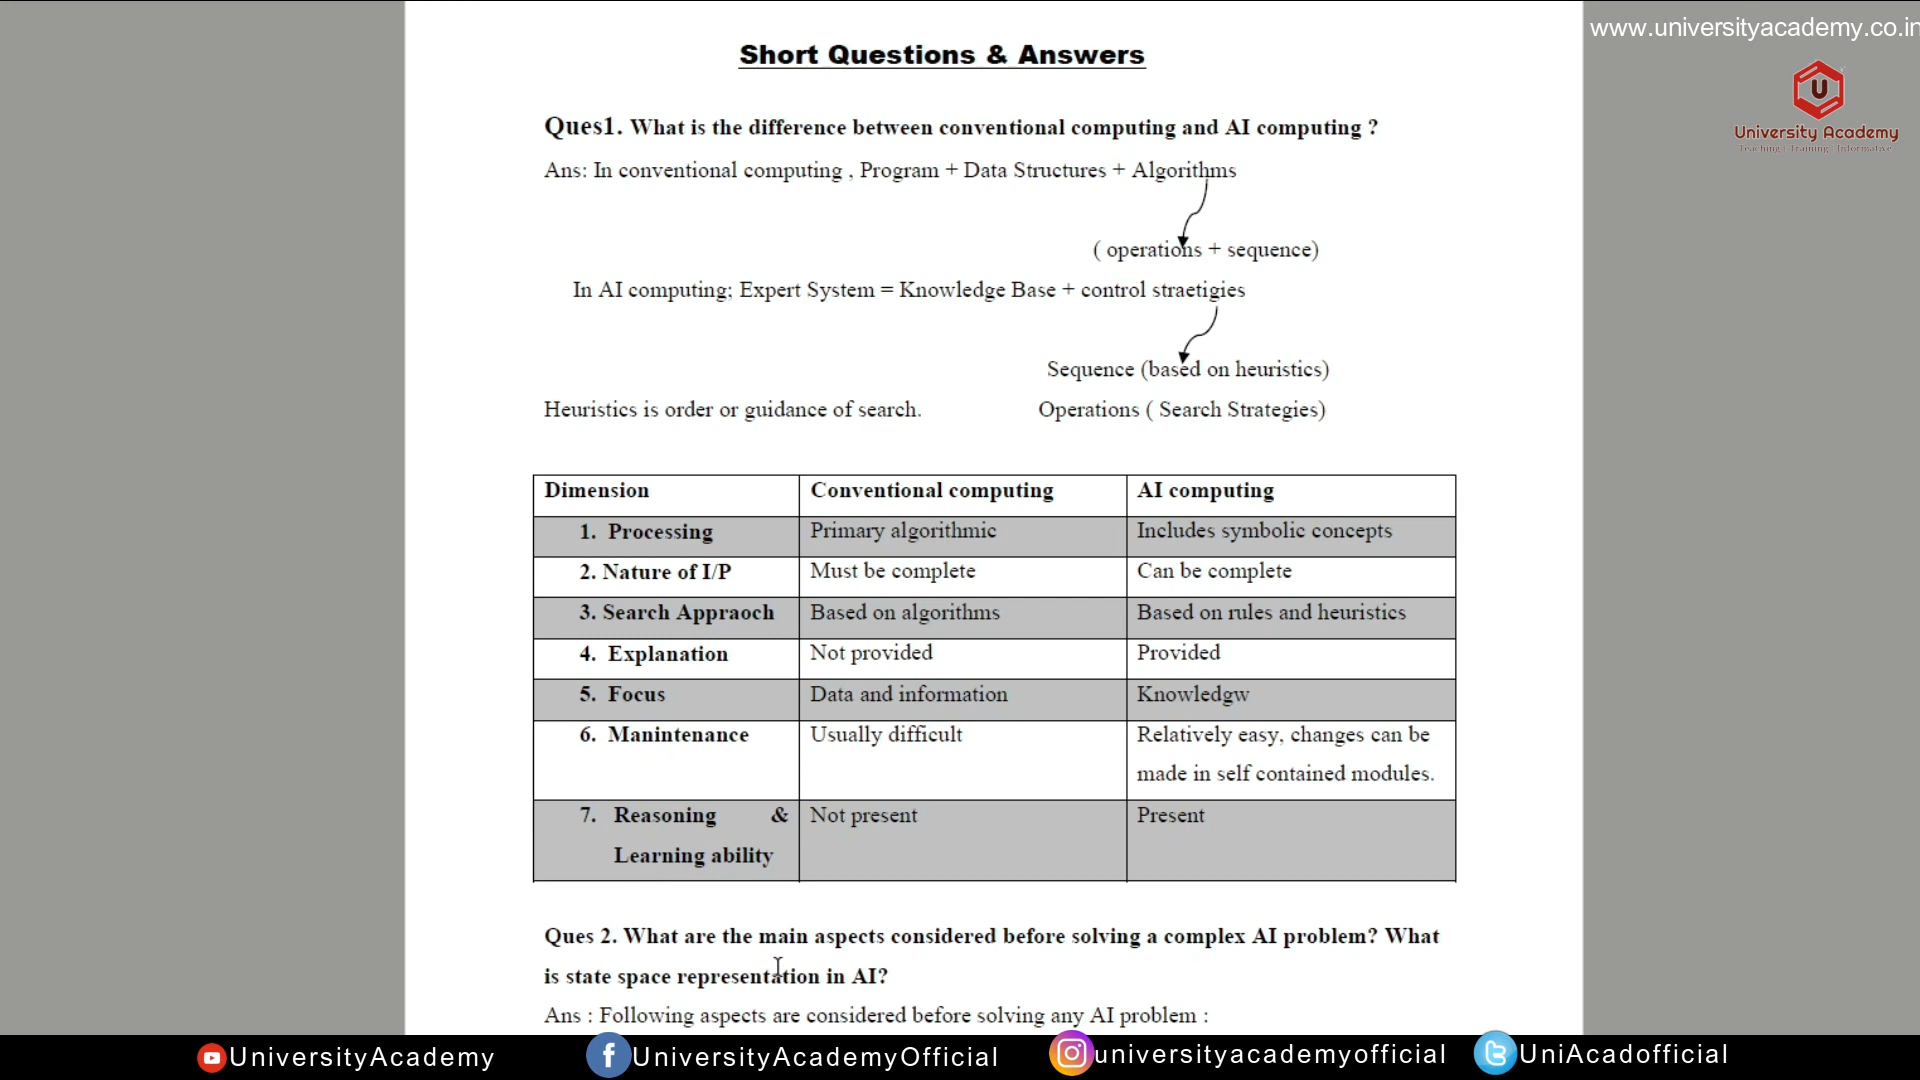 www.universityacademy.co.in
Short Questions & Answers
U
University Academy
Teaching | Training | Informative
Ques1. What is the difference between conventional computing and AI computing ?
Ans: In conventional computing , Program + Data Structures + Algorithms
( operations + sequence)
In AI computing; Expert System = Knowledge Base + control straetigies
Sequence (based on heuristics)
Heuristics is order or guidance of search. Operations ( Search Strategies)
Dimension Conventional computing AI computing
1. Processing Primary algorithmic Includes symbolic concepts
2. Nature of I/P Must be complete Can be complete
3. Search Appraoch Based on algorithms Based on rules and heuristics
4. Explanation Not provided Provided
5. Focus Data and information Knowledgw
6. Manintenance Usually difficult Relatively easy, changes can be
made in self contained modules.
7. Reasoning & Not present Present
Learning ability
Ques 2. What are the main aspects considered before solving a complex AI problem? What
is state space representation in AI?
Ans : Following aspects are considered before solving any AI problem :
UniversityAcademy UniversityAcademyOfficial universityacademyofficial UniAcadofficial